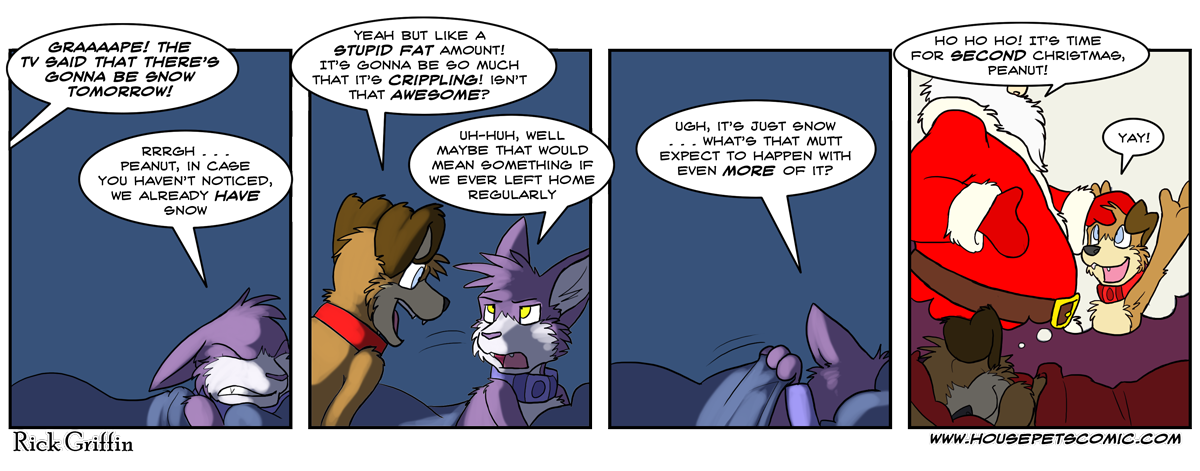 GRAAAAPE! THE
TV SAID THAT THERE'S
GONNA BE SNOW
TOMORROW!
RRRGH . . .
PEANUT, IN CASE
YOU HAVEN'T NOTICED,
WE ALREADY HAVE
SNOW
YEAH BUT LIKE A
STUPID FAT AMOUNT!
IT'S GONNA BE SO MUCH
THAT IT'S CRIPPLING! ISN'T
THAT AWESOME?
UH-HUH, WELL
MAYBE THAT WOULD
MEAN SOMETHING IF
WE EVER LEFT HOME
REGULARLY
UGH, IT'S JUST SNOW
. . . WHAT'S THAT MUTT
EXPECT TO HAPPEN WITH
EVEN MORE OF IT?
HO HO HO! IT'S TIME
FOR SECOND CHRISTMAS,
PEANUT!
YAY!
Rick Griffin
WWW.HOUSEPETSCOMIC.COM